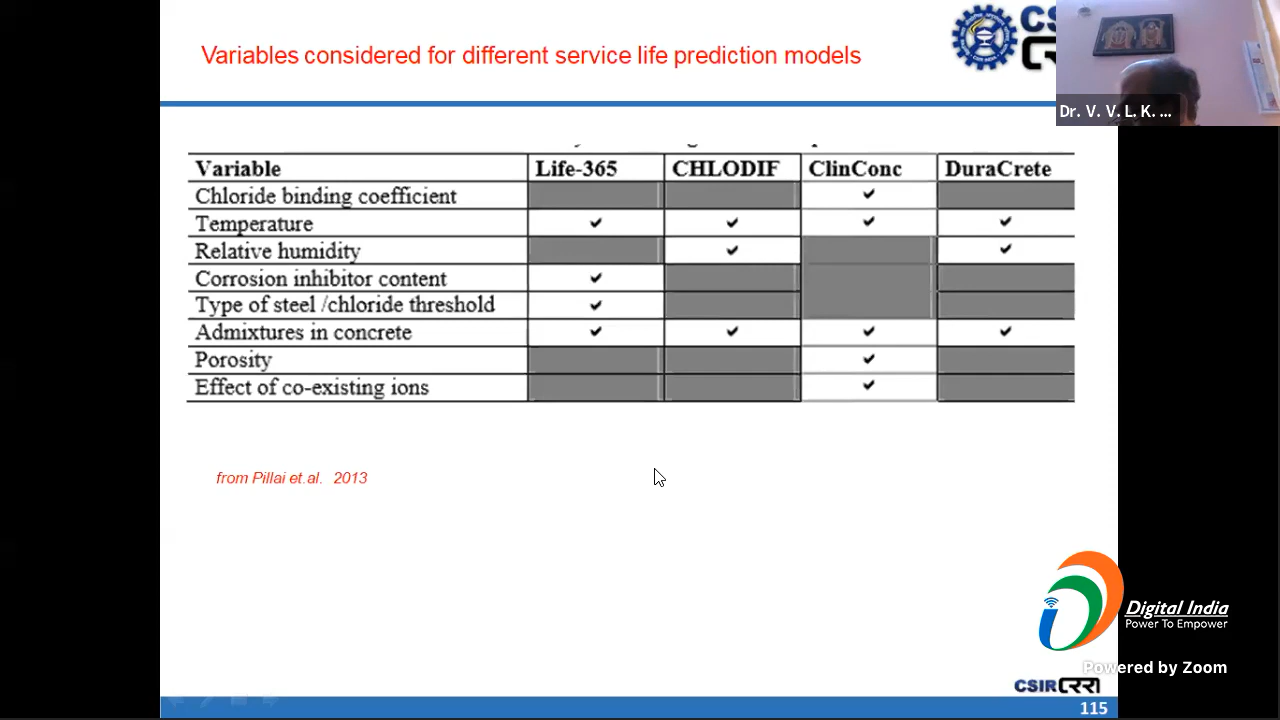 Variables considered for different service life prediction models
CS
Dr. V. V. L. K. ...
Variable Life-365 CHLODIF ClinConc DuraCrete
Chloride binding coefficient ✔
Temperature ✔ ✔ ✔ ✔
Relative humidity ✔ ✔
Corrosion inhibitor content ✔
Type of steel /chloride threshold ✔
Admixtures in concrete ✔ ✔ ✔ ✔
Porosity ✔
Effect of co-existing ions ✔
from Pillai et.al. 2013
Digital India
Power To Empower
Powered by Zoom
CSIR CRRI
115